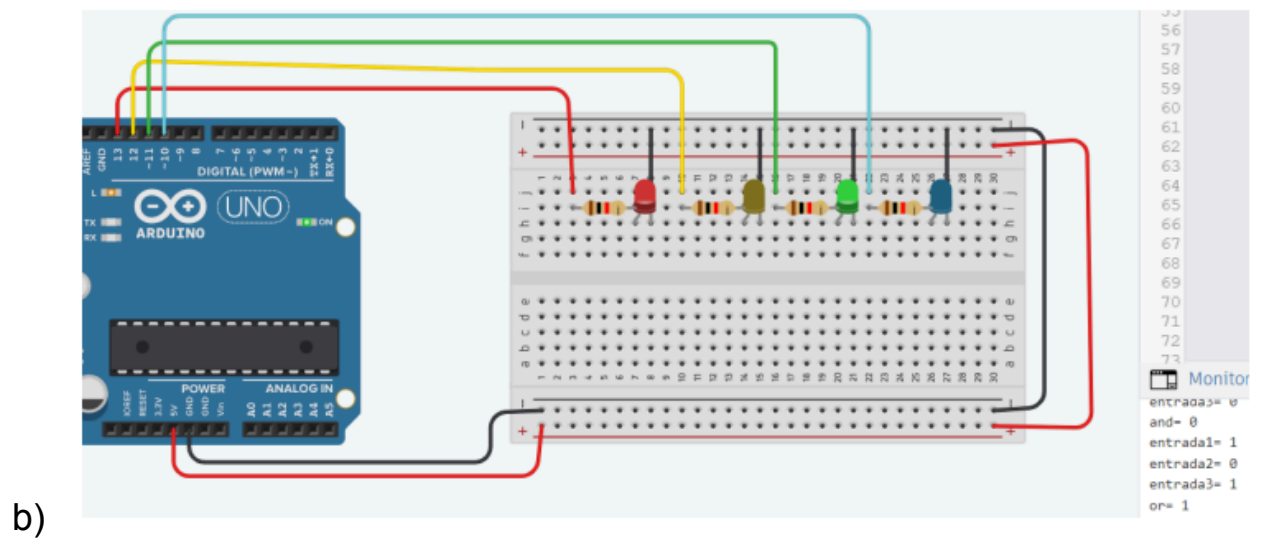 55
56
57
58
59
60
61
62
63
64
65
66
67
68
69
70
71
72
73
Monitor
entrada3= 0
and= 0
entrada1= 1
entrada2= 0
entrada3= 1
or= 1
AREF
GND
13
12
~11
~10
~9
8
7
~6
~5
4
~3
2
TX→1
RX←0
DIGITAL (PWM~)
L
TX
RX
ARDUINO
UNO
ON
POWER
ANALOG IN
IOREF
RESET
3.3V
5V
GND
GND
Vin
A0
A1
A2
A3
A4
A5
j
i
h
g
f
e
d
c
b
a
b)